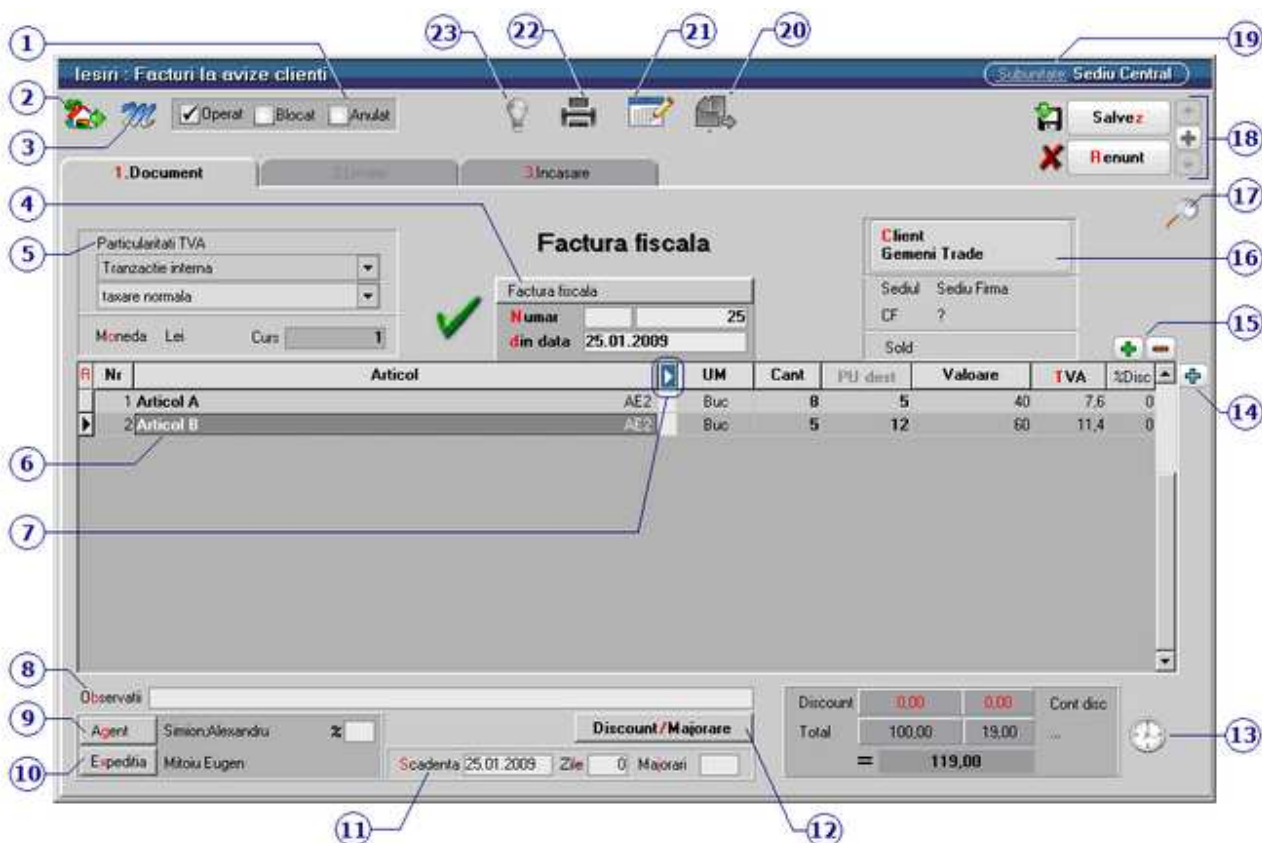 1 23 22 21 20 19
Iesiri : Facturi la avize clienti Subunitate Sediu Central
2
Operat Blocat Anulat Salvez
3 18
Renunt
1.Document 3.Incasare
4 17
Factura fiscala Client
Gemeni Trade
5 Particularitati TVA 16
Tranzactie interna
taxare normala
Factura fiscala Sediul Sediu Firma
Numar 25 CF ?
Moneda Lei Curs 1 din data 25.01.2009 Sold 15
R Nr Articol UM Cant PU dest Valoare TVA %Disc
1 Articol A AE2 Buc 8 5 40 7,6 0
2 Articol B AE2 Buc 5 12 60 11,4 0
14
6
7
8
Observatii
9 Agent Simion;Alexandru % Discount/Majorare
Discount 0,00 0,00 Cont disc
Total 100,00 19,00 ...
13
10 Expeditia Mitoiu Eugen Scadenta 25.01.2009 Zile 0 Majorari
= 119,00
11 12